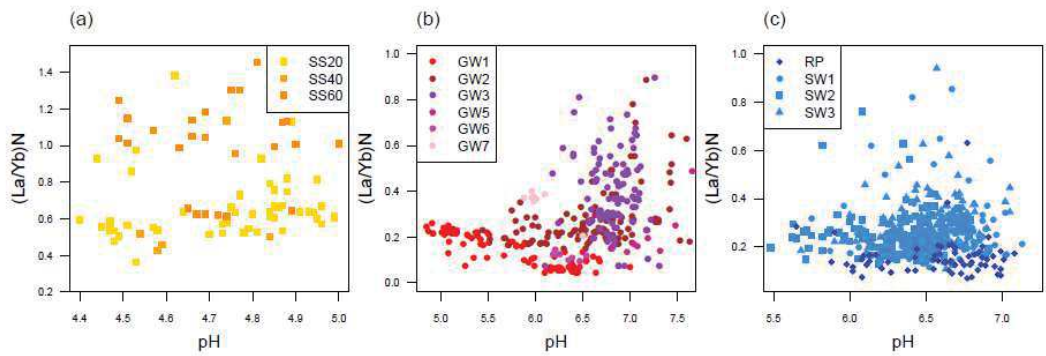 (a)
(La/Yb)N
1.4
1.2
1.0
0.8
0.6
0.4
0.2
SS20
SS40
SS60
4.4 4.5 4.6 4.7 4.8 4.9 5.0
pH
(b)
(La/Yb)N
1.0
0.8
0.6
0.4
0.2
0.0
GW1
GW2
GW3
GW5
GW6
GW7
5.0 5.5 6.0 6.5 7.0 7.5
pH
(c)
(La/Yb)N
1.0
0.8
0.6
0.4
0.2
RP
SW1
SW2
SW3
5.5 6.0 6.5 7.0
pH